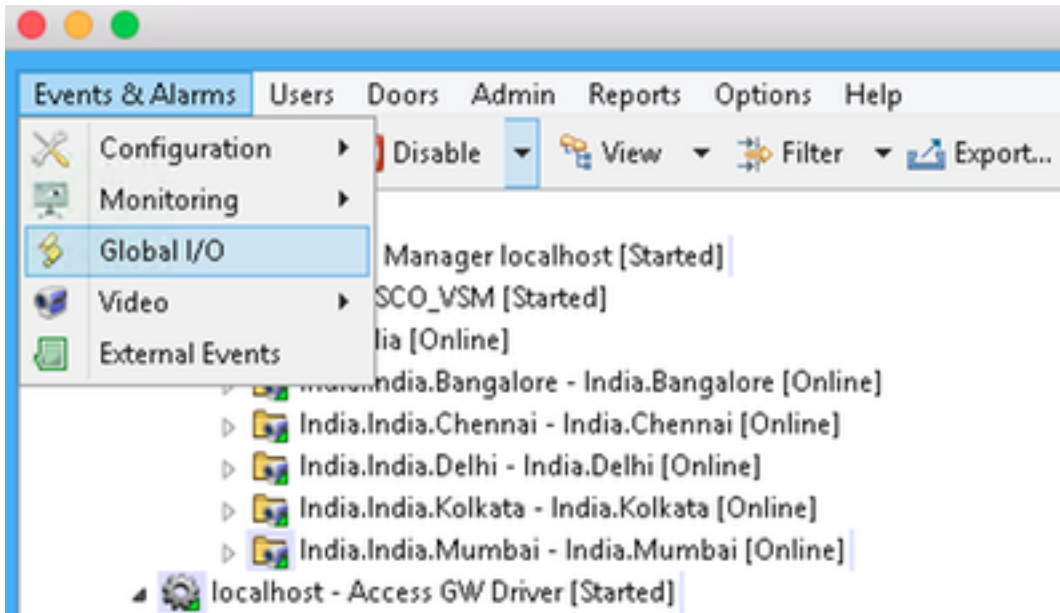 Events & Alarms Users Doors Admin Reports Options Help
Configuration Disable View Filter Export...
Monitoring
Global I/O Manager localhost [Started]
Video SCO_VSM [Started]
External Events lia [Online]
India.India.Bangalore - India.Bangalore [Online]
India.India.Chennai - India.Chennai [Online]
India.India.Delhi - India.Delhi [Online]
India.India.Kolkata - India.Kolkata [Online]
India.India.Mumbai - India.Mumbai [Online]
localhost - Access GW Driver [Started]